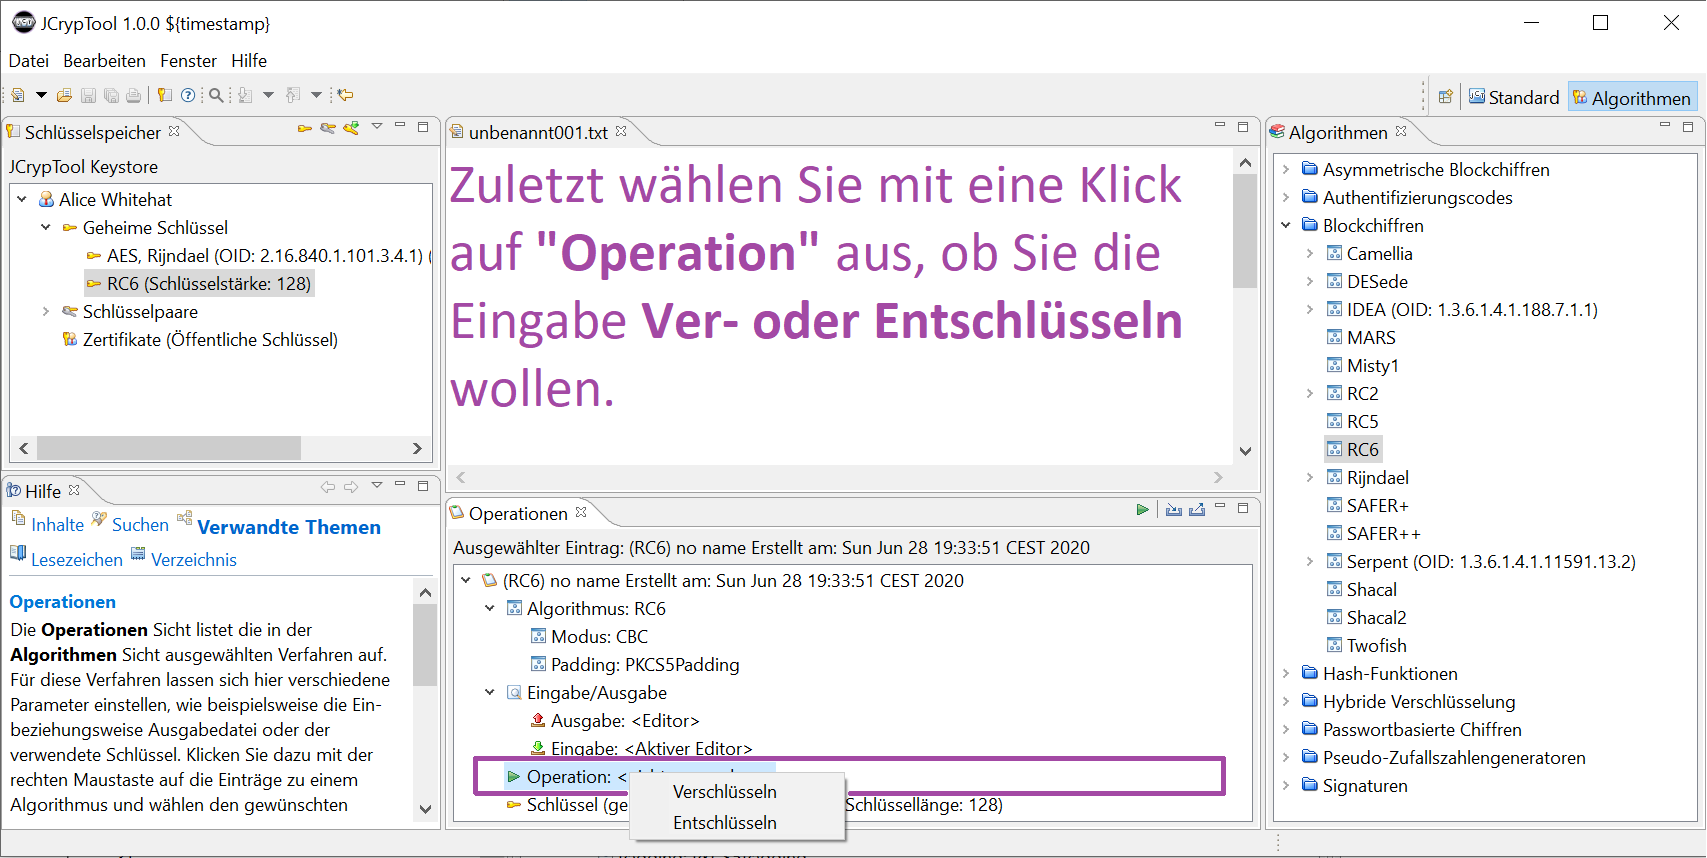 JCrypTool 1.0.0 ${timestamp}
Datei Bearbeiten Fenster Hilfe
Standard Algorithmen
Schlüsselspeicher
JCrypTool Keystore
Alice Whitehat
Geheime Schlüssel
AES, Rijndael (OID: 2.16.840.1.101.3.4.1) (
RC6 (Schlüsselstärke: 128)
Schlüsselpaare
Zertifikate (Öffentliche Schlüssel)
Hilfe
Inhalte Suchen Verwandte Themen
Lesezeichen Verzeichnis
Operationen
Die Operationen Sicht listet die in der
Algorithmen Sicht ausgewählten Verfahren auf.
Für diese Verfahren lassen sich hier verschiedene
Parameter einstellen, wie beispielsweise die Ein-
beziehungsweise Ausgabedatei oder der
verwendete Schlüssel. Klicken Sie dazu mit der
rechten Maustaste auf die Einträge zu einem
Algorithmus und wählen den gewünschten
unbenannt001.txt
Zuletzt wählen Sie mit eine Klick
auf "Operation" aus, ob Sie die
Eingabe Ver- oder Entschlüsseln
wollen.
Operationen
Ausgewählter Eintrag: (RC6) no name Erstellt am: Sun Jun 28 19:33:51 CEST 2020
(RC6) no name Erstellt am: Sun Jun 28 19:33:51 CEST 2020
Algorithmus: RC6
Modus: CBC
Padding: PKCS5Padding
Eingabe/Ausgabe
Ausgabe: <Editor>
Eingabe: <Aktiver Editor>
Operation: <
Verschlüsseln
Schlüssel (ge Schlüssellänge: 128)
Entschlüsseln
Algorithmen
Asymmetrische Blockchiffren
Authentifizierungscodes
Blockchiffren
Camellia
DESede
IDEA (OID: 1.3.6.1.4.1.188.7.1.1)
MARS
Misty1
RC2
RC5
RC6
Rijndael
SAFER+
SAFER++
Serpent (OID: 1.3.6.1.4.1.11591.13.2)
Shacal
Shacal2
Twofish
Hash-Funktionen
Hybride Verschlüsselung
Passwortbasierte Chiffren
Pseudo-Zufallszahlengeneratoren
Signaturen